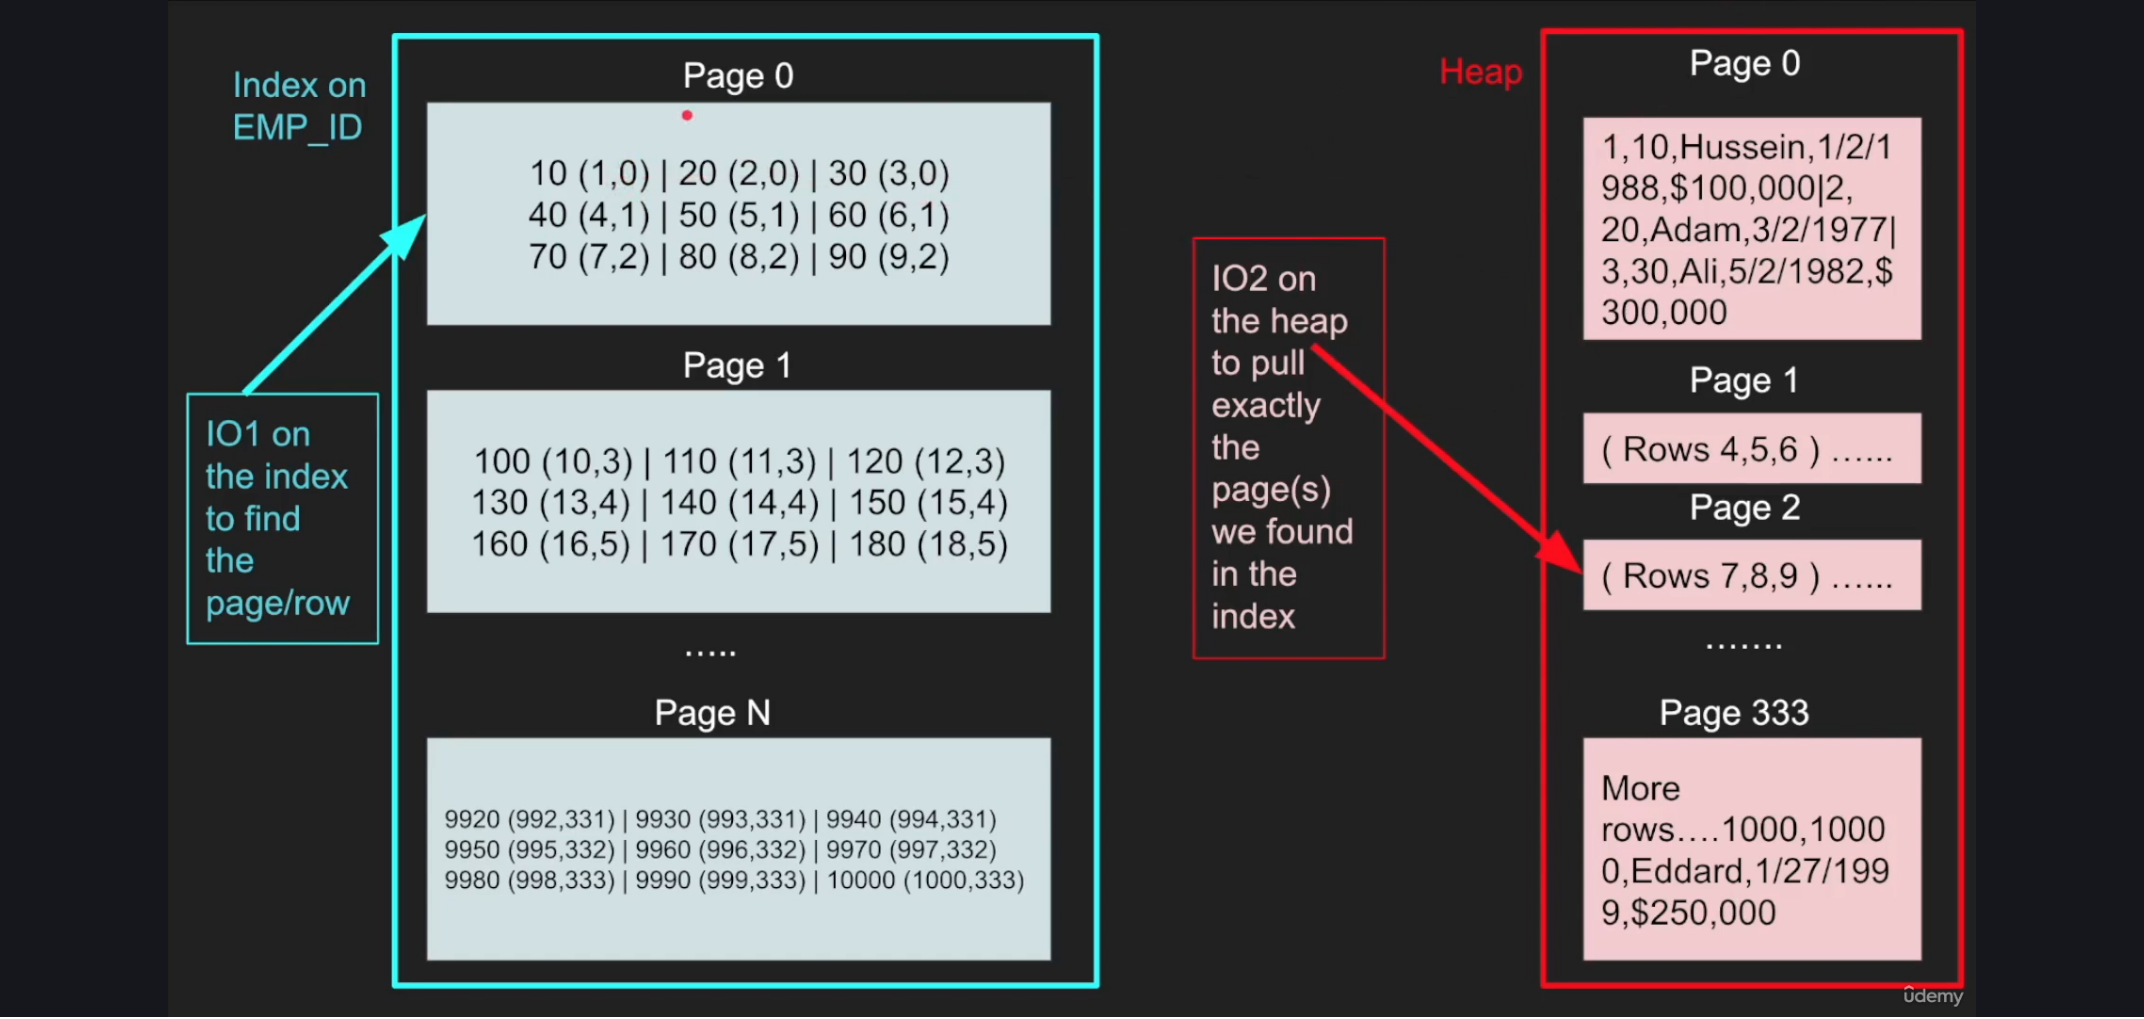 Index on
EMP_ID
Page 0
10 (1,0) | 20 (2,0) | 30 (3,0)
40 (4,1) | 50 (5,1) | 60 (6,1)
70 (7,2) | 80 (8,2) | 90 (9,2)
IO1 on
the index
to find
the
page/row
Page 1
100 (10,3) | 110 (11,3) | 120 (12,3)
130 (13,4) | 140 (14,4) | 150 (15,4)
160 (16,5) | 170 (17,5) | 180 (18,5)
.....
Page N
9920 (992,331) | 9930 (993,331) | 9940 (994,331)
9950 (995,332) | 9960 (996,332) | 9970 (997,332)
9980 (998,333) | 9990 (999,333) | 10000 (1000,333)
IO2 on
the heap
to pull
exactly
the
page(s)
we found
in the
index
Heap
Page 0
1,10,Hussein,1/2/1
988,$100,000|2,
20,Adam,3/2/1977|
3,30,Ali,5/2/1982,$
300,000
Page 1
( Rows 4,5,6 ) …...
Page 2
( Rows 7,8,9 ) …...
.......
Page 333
More
rows….1000,1000
0,Eddard,1/27/199
9,$250,000
ûdemy